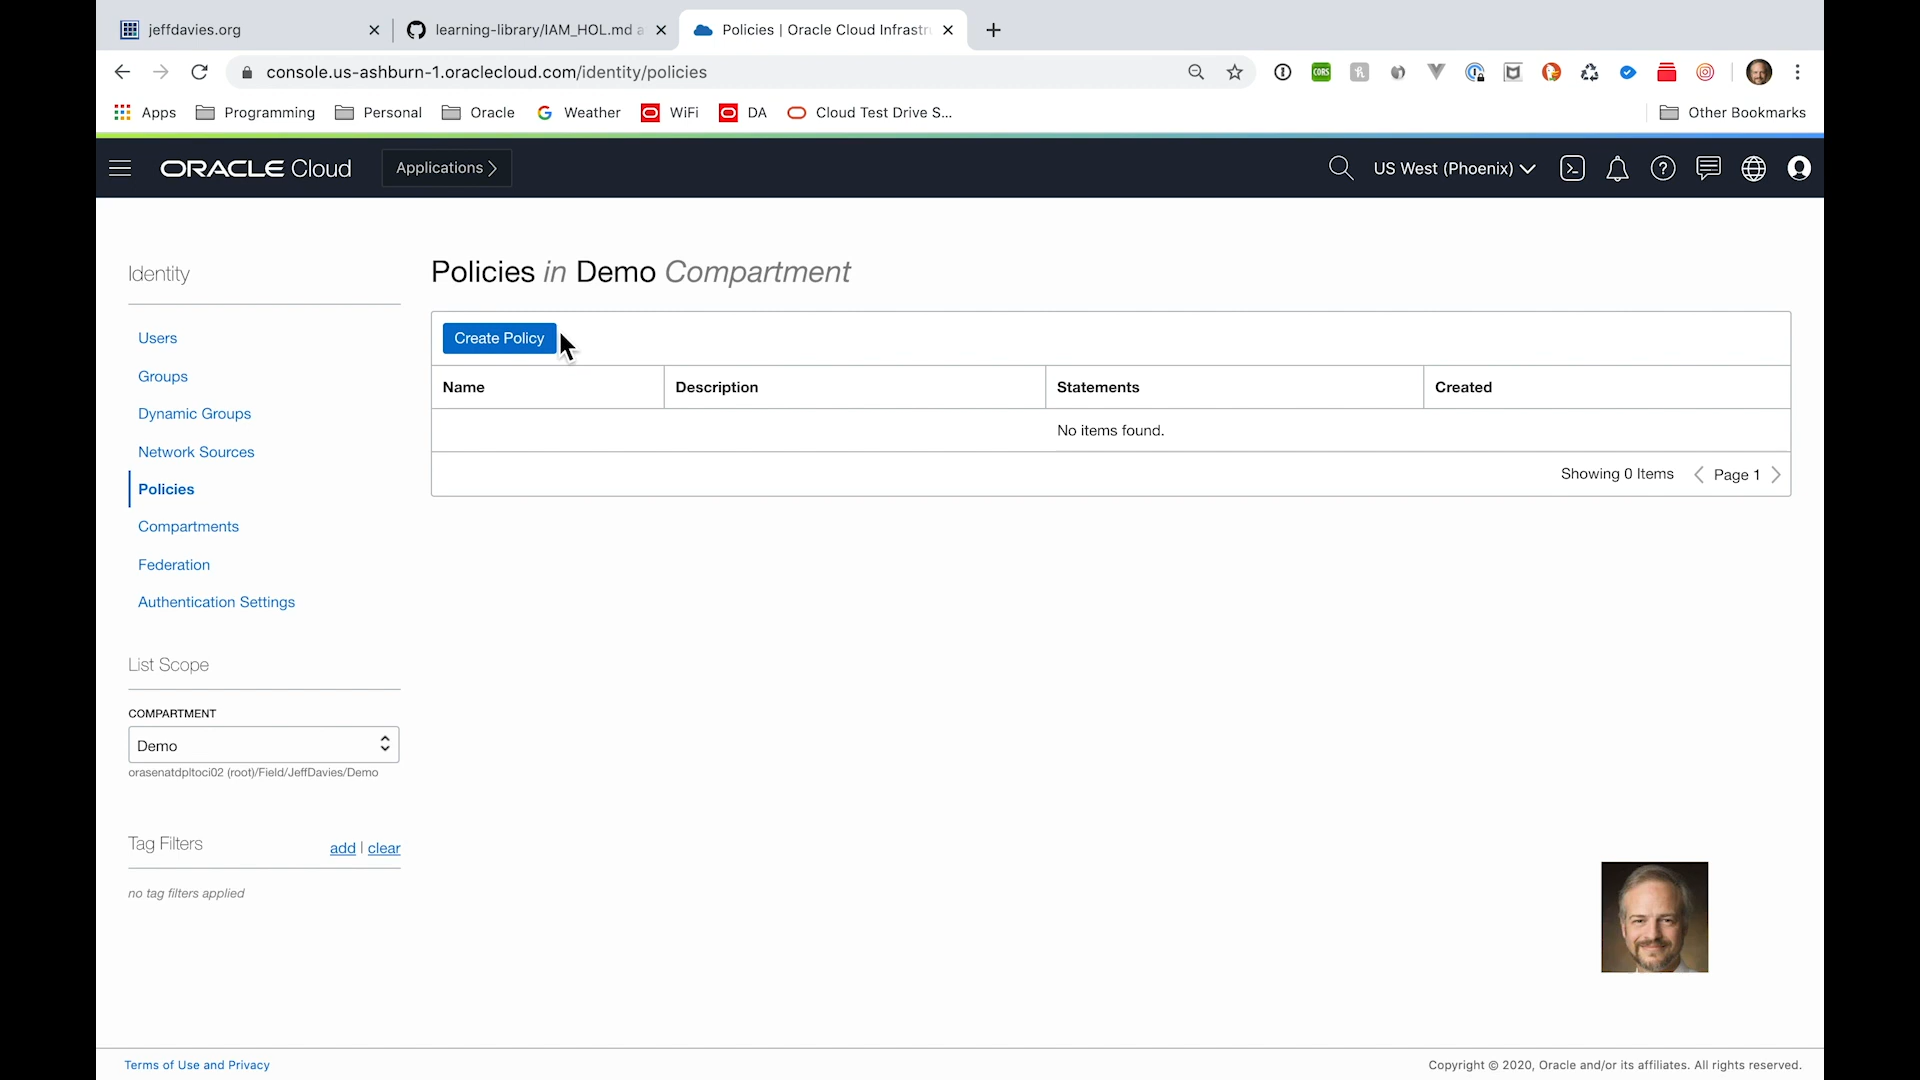 jeffdavies.org
learning-library/IAM_HOL.md a
Policies | Oracle Cloud Infrastr
console.us-ashburn-1.oraclecloud.com/identity/policies
CORS
Apps
Programming
Personal
Oracle
Weather
WiFi
DA
Cloud Test Drive S...
Other Bookmarks
ORACLE Cloud
Applications
US West (Phoenix)
Identity
Users
Groups
Dynamic Groups
Network Sources
Policies
Compartments
Federation
Authentication Settings
List Scope
COMPARTMENT
Demo
orasenatdpltoci02 (root)/Field/JeffDavies/Demo
Tag Filters
add | clear
no tag filters applied
Policies in Demo Compartment
Create Policy
Name Description Statements Created
No items found.
Showing 0 Items Page 1
Terms of Use and Privacy
Copyright © 2020, Oracle and/or its affiliates. All rights reserved.